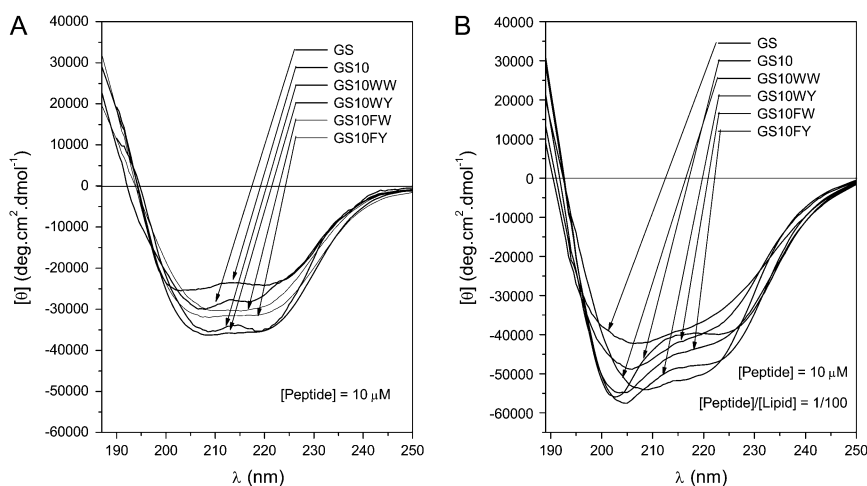 A
40000
30000
20000
10000
0
-10000
-20000
-30000
-40000
-50000
-60000
[θ] (deg.cm².dmol⁻¹)
GS
GS10
GS10WW
GS10WY
GS10FW
GS10FY
[Peptide] = 10 μM
190 200 210 220 230 240 250
λ (nm)
B
40000
30000
20000
10000
0
-10000
-20000
-30000
-40000
-50000
-60000
[θ] (deg.cm².dmol⁻¹)
GS
GS10
GS10WW
GS10WY
GS10FW
GS10FY
[Peptide] = 10 μM
[Peptide]/[Lipid] = 1/100
190 200 210 220 230 240 250
λ (nm)